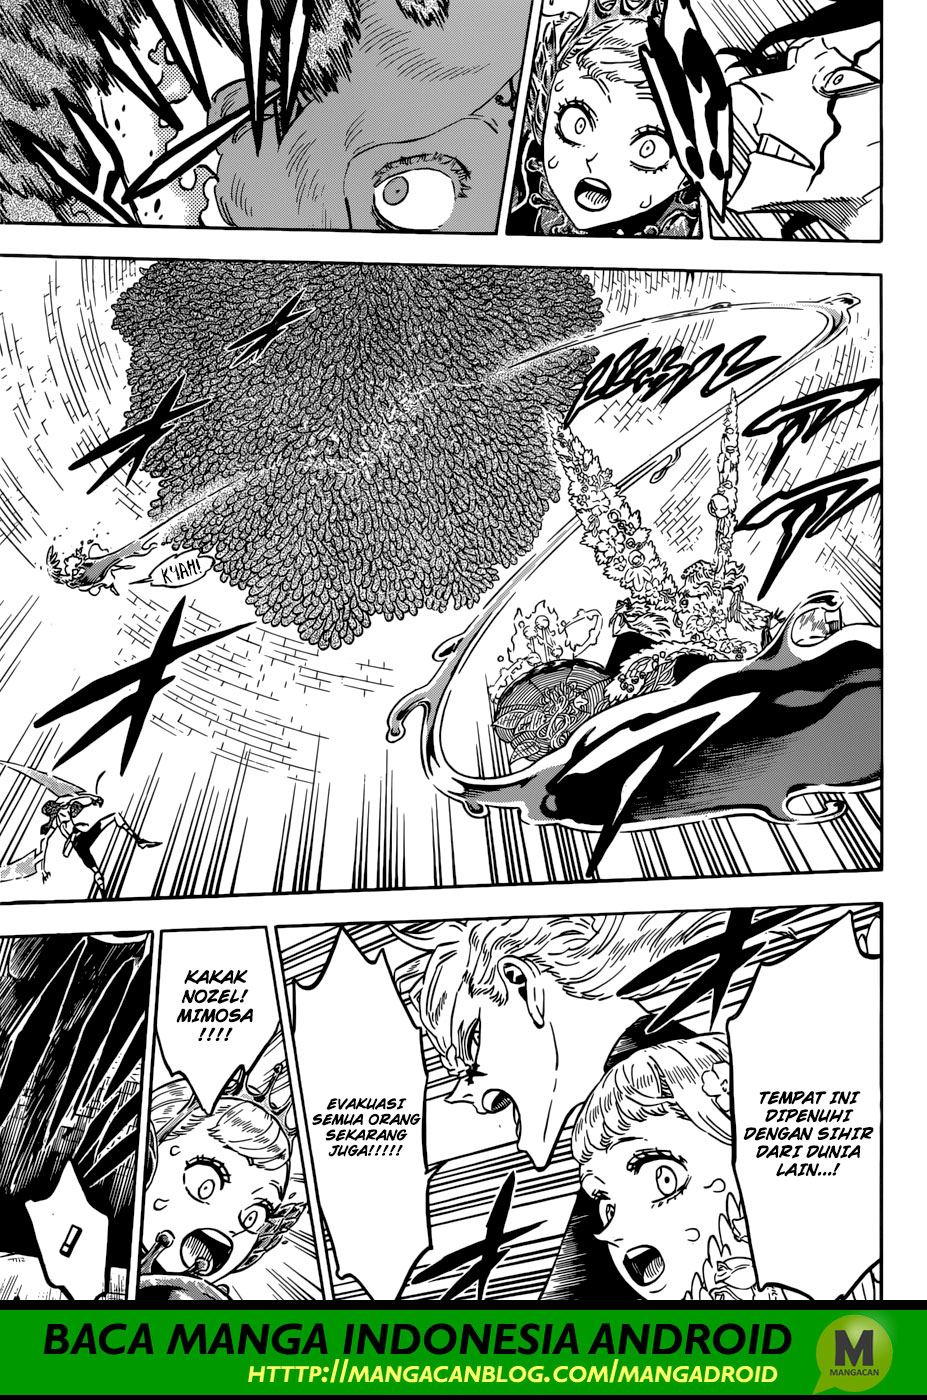 KYAH!
TEMPAT INI
DIPENUHI
DENGAN SIHIR
DARI DUNIA
LAIN...!
EVAKUASI
SEMUA ORANG
SEKARANG
JUGA!!!!!
KAKAK
NOZEL!
MIMOSA
!!!!
!
BACA MANGA INDONESIA ANDROID
HTTTP://MANGACANBLOG.COM/MANGADROID
M
MANGACAN